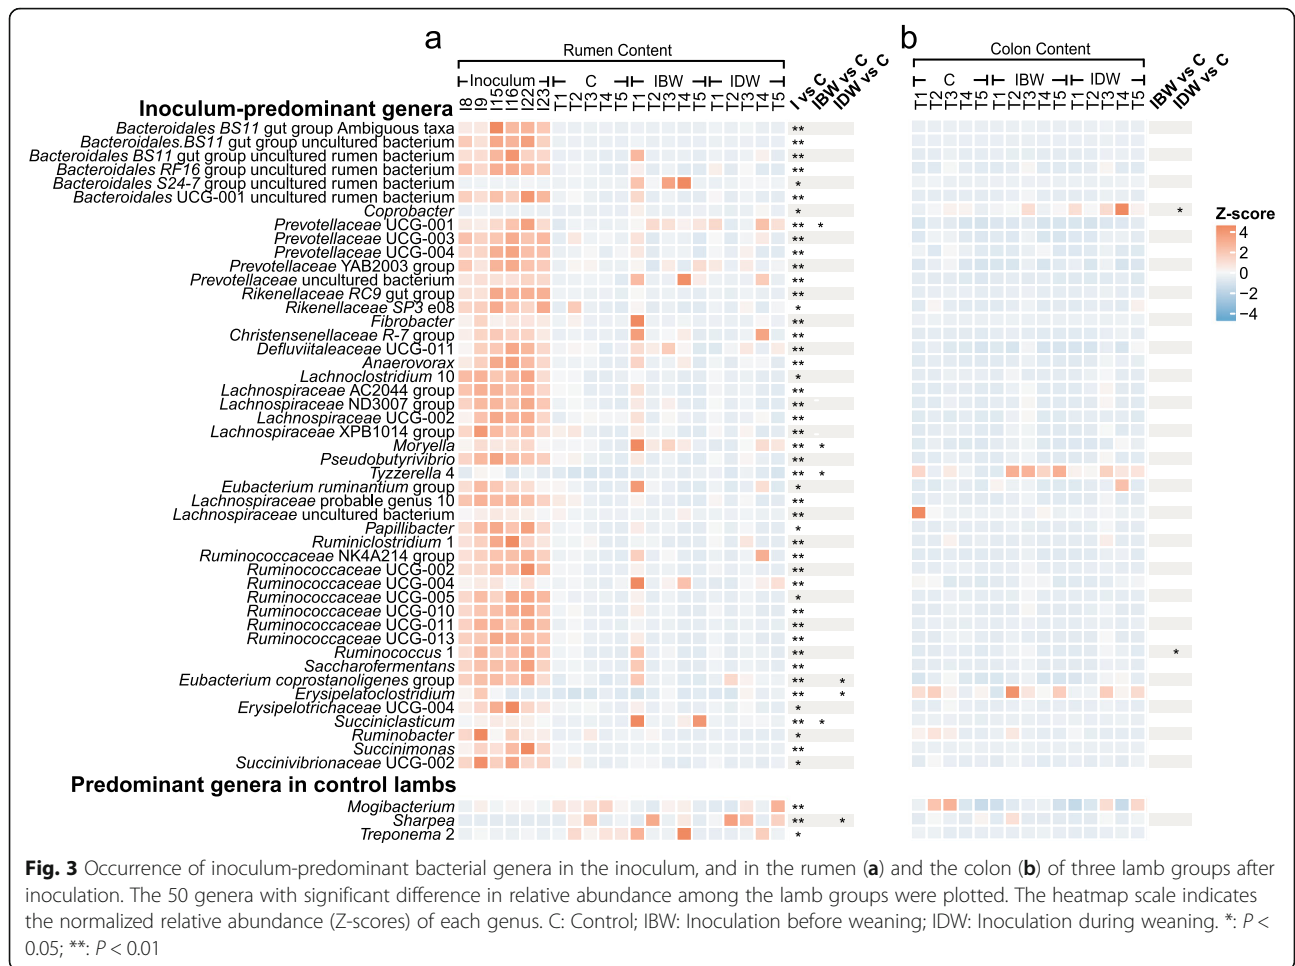 a
b
Rumen Content
Colon Content
Inoculum C IBW IDW
C IBW IDW
I vs C
IBW vs C
IDW vs C
IBW vs C
IDW vs C
I8 I9 I15 I16 I22 I23 T1 T2 T3 T4 T5 T1 T2 T3 T4 T5 T1 T2 T3 T4 T5
T1 T2 T3 T4 T5 T1 T2 T3 T4 T5 T1 T2 T3 T4 T5
Inoculum-predominant genera
Bacteroidales BS11 gut group Ambiguous taxa **
Bacteroidales.BS11 gut group uncultured bacterium **
Bacteroidales BS11 gut group uncultured rumen bacterium **
Bacteroidales RF16 group uncultured rumen bacterium **
Bacteroidales S24-7 group uncultured rumen bacterium *
Bacteroidales UCG-001 uncultured rumen bacterium **
Coprobacter * *
Prevotellaceae UCG-001 ** *
Prevotellaceae UCG-003 **
Prevotellaceae UCG-004 **
Prevotellaceae YAB2003 group **
Prevotellaceae uncultured bacterium **
Rikenellaceae RC9 gut group **
Rikenellaceae SP3 e08 *
Fibrobacter **
Christensenellaceae R-7 group **
Defluviitaleaceae UCG-011 **
Anaerovorax **
Lachnoclostridium 10 *
Lachnospiraceae AC2044 group **
Lachnospiraceae ND3007 group **
Lachnospiraceae UCG-002 **
Lachnospiraceae XPB1014 group **
Moryella ** *
Pseudobutyrivibrio **
Tyzzerella 4 ** *
Eubacterium ruminantium group *
Lachnospiraceae probable genus 10 **
Lachnospiraceae uncultured bacterium **
Papillibacter *
Ruminiclostridium 1 **
Ruminococcaceae NK4A214 group **
Ruminococcaceae UCG-002 **
Ruminococcaceae UCG-004 **
Ruminococcaceae UCG-005 *
Ruminococcaceae UCG-010 **
Ruminococcaceae UCG-011 **
Ruminococcaceae UCG-013 **
Ruminococcus 1 ** *
Saccharofermentans **
Eubacterium coprostanoligenes group ** *
Erysipelatoclostridium ** *
Erysipelotrichaceae UCG-004 *
Succiniclasticum ** *
Ruminobacter *
Succinimonas **
Succinivibrionaceae UCG-002 *
Predominant genera in control lambs
Mogibacterium **
Sharpea ** *
Treponema 2 *
Z-score
4
2
0
−2
−4
Fig. 3 Occurrence of inoculum-predominant bacterial genera in the inoculum, and in the rumen (a) and the colon (b) of three lamb groups after
inoculation. The 50 genera with significant difference in relative abundance among the lamb groups were plotted. The heatmap scale indicates
the normalized relative abundance (Z-scores) of each genus. C: Control; IBW: Inoculation before weaning; IDW: Inoculation during weaning. *: P <
0.05; **: P < 0.01